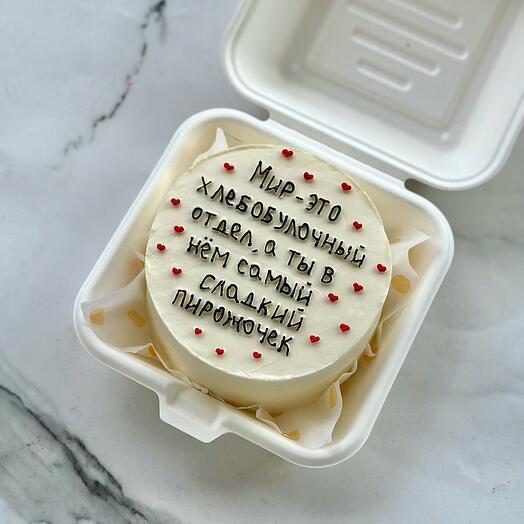 Мир-это
хлебобулочный
отдел, а ты в
нём самый
сладкий
пирожочек